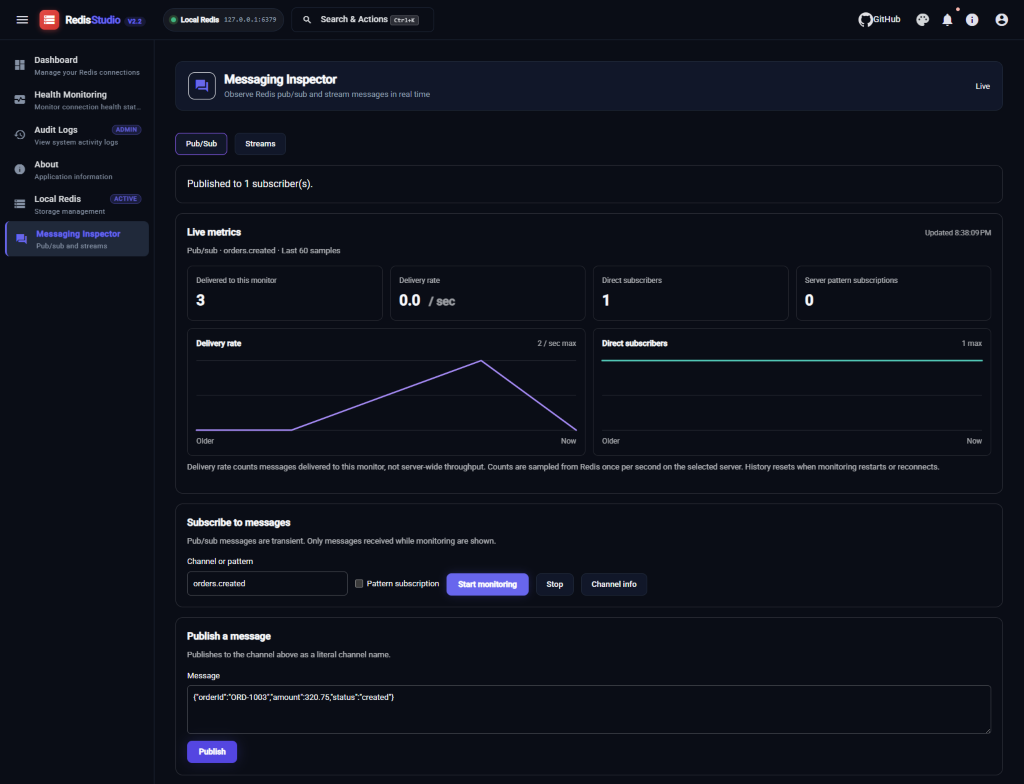 RedisStudio V2.2
Local Redis 127.0.0.1:6379
Search & Actions Ctrl+K
GitHub
Dashboard
Manage your Redis connections
Health Monitoring
Monitor connection health stat...
Audit Logs ADMIN
View system activity logs
About
Application information
Local Redis ACTIVE
Storage management
Messaging Inspector
Pub/sub and streams
Messaging Inspector
Observe Redis pub/sub and stream messages in real time
Live
Pub/Sub Streams
Published to 1 subscriber(s).
Live metrics
Updated 8:38:09 PM
Pub/sub · orders.created · Last 60 samples
Delivered to this monitor
3
Delivery rate
0.0 / sec
Direct subscribers
1
Server pattern subscriptions
0
Delivery rate 2 / sec max
Older Now
Direct subscribers 1 max
Older Now
Delivery rate counts messages delivered to this monitor, not server-wide throughput. Counts are sampled from Redis once per second on the selected server. History resets when monitoring restarts or reconnects.
Subscribe to messages
Pub/sub messages are transient. Only messages received while monitoring are shown.
Channel or pattern
orders.created Pattern subscription Start monitoring Stop Channel info
Publish a message
Publishes to the channel above as a literal channel name.
Message
{"orderId":"ORD-1003","amount":320.75,"status":"created"}
Publish